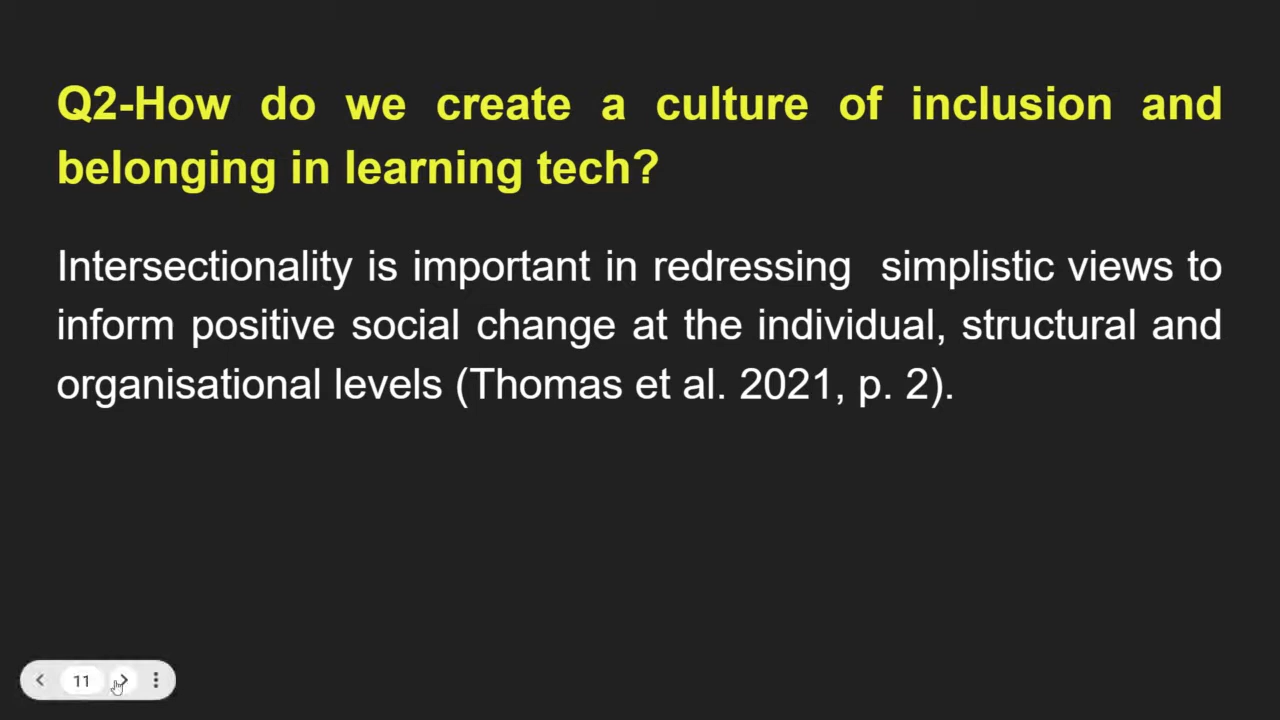 Q2-How do we create a culture of inclusion and
belonging in learning tech?
Intersectionality is important in redressing  simplistic views to
inform positive social change at the individual, structural and
organisational levels (Thomas et al. 2021, p. 2).
11